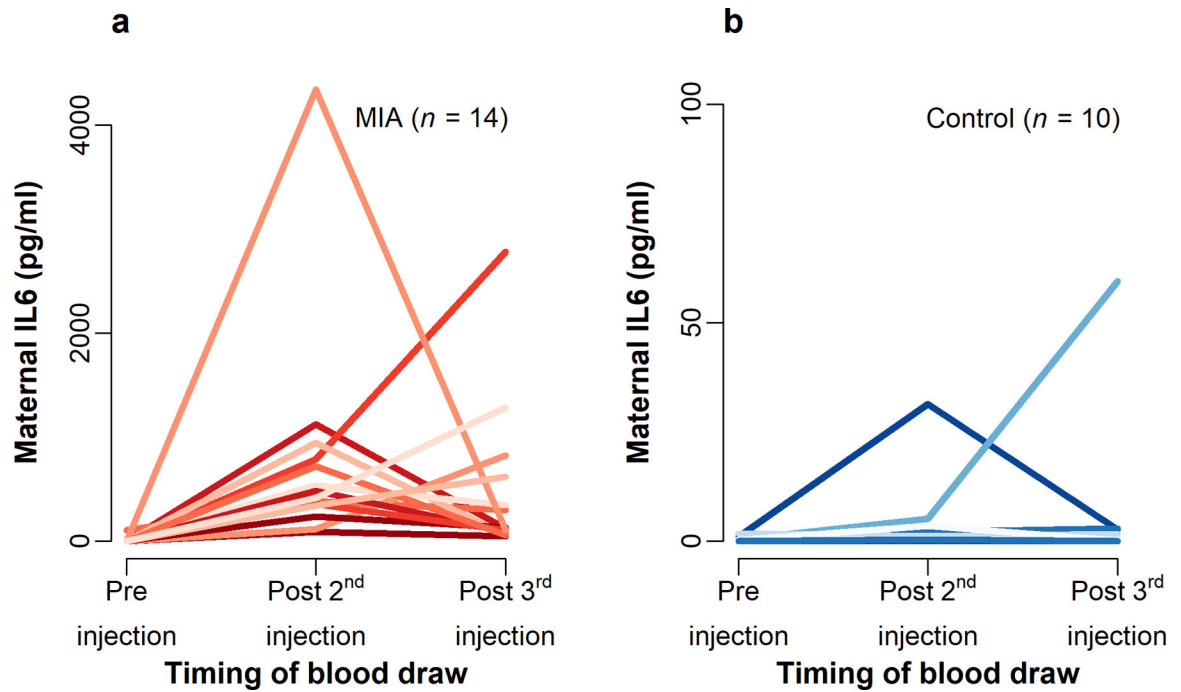 a
MIA (n = 14)
Maternal IL6 (pg/ml)
4000
2000
0
Pre injection
Post 2nd injection
Post 3rd injection
Timing of blood draw
b
Control (n = 10)
Maternal IL6 (pg/ml)
100
50
0
Pre injection
Post 2nd injection
Post 3rd injection
Timing of blood draw